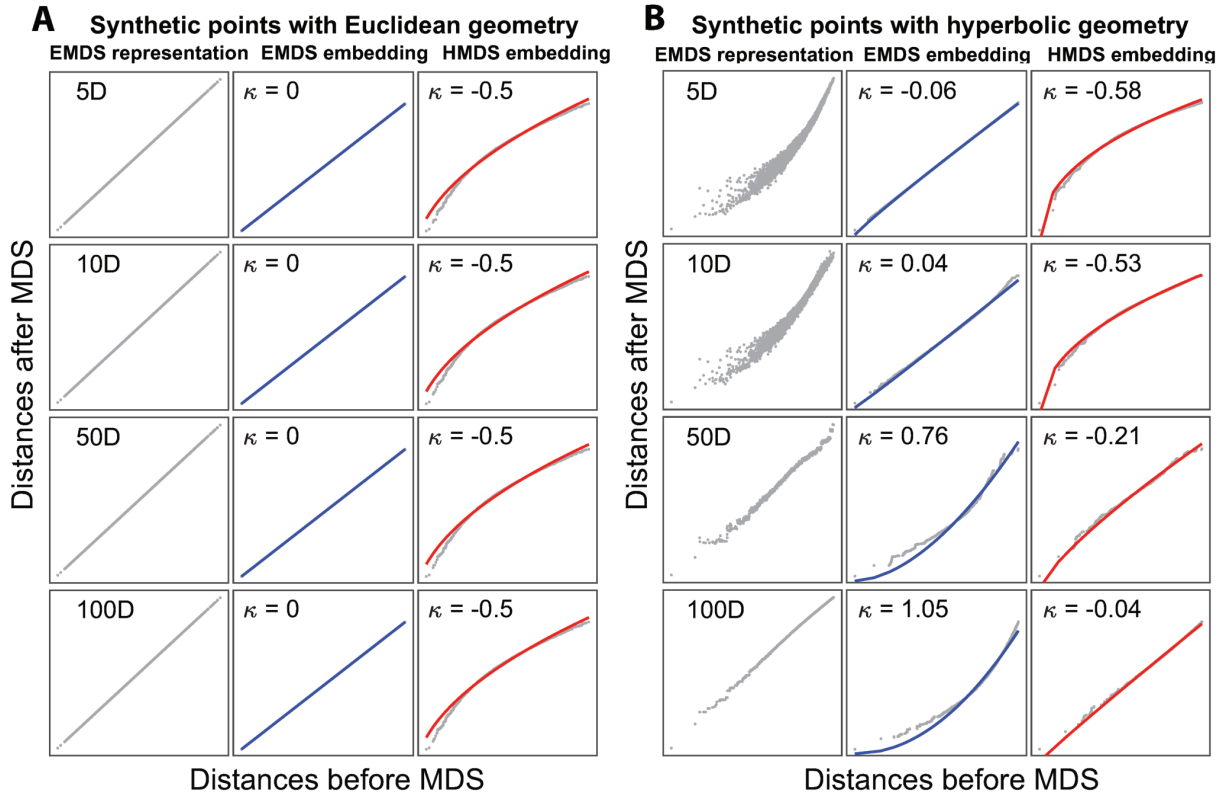 A
Synthetic points with Euclidean geometry
EMDS representation EMDS embedding HMDS embedding
5D κ = 0 κ = -0.5
10D κ = 0 κ = -0.5
50D κ = 0 κ = -0.5
100D κ = 0 κ = -0.5
Distances after MDS
Distances before MDS
B
Synthetic points with hyperbolic geometry
EMDS representation EMDS embedding HMDS embedding
5D κ = -0.06 κ = -0.58
10D κ = 0.04 κ = -0.53
50D κ = 0.76 κ = -0.21
100D κ = 1.05 κ = -0.04
Distances after MDS
Distances before MDS